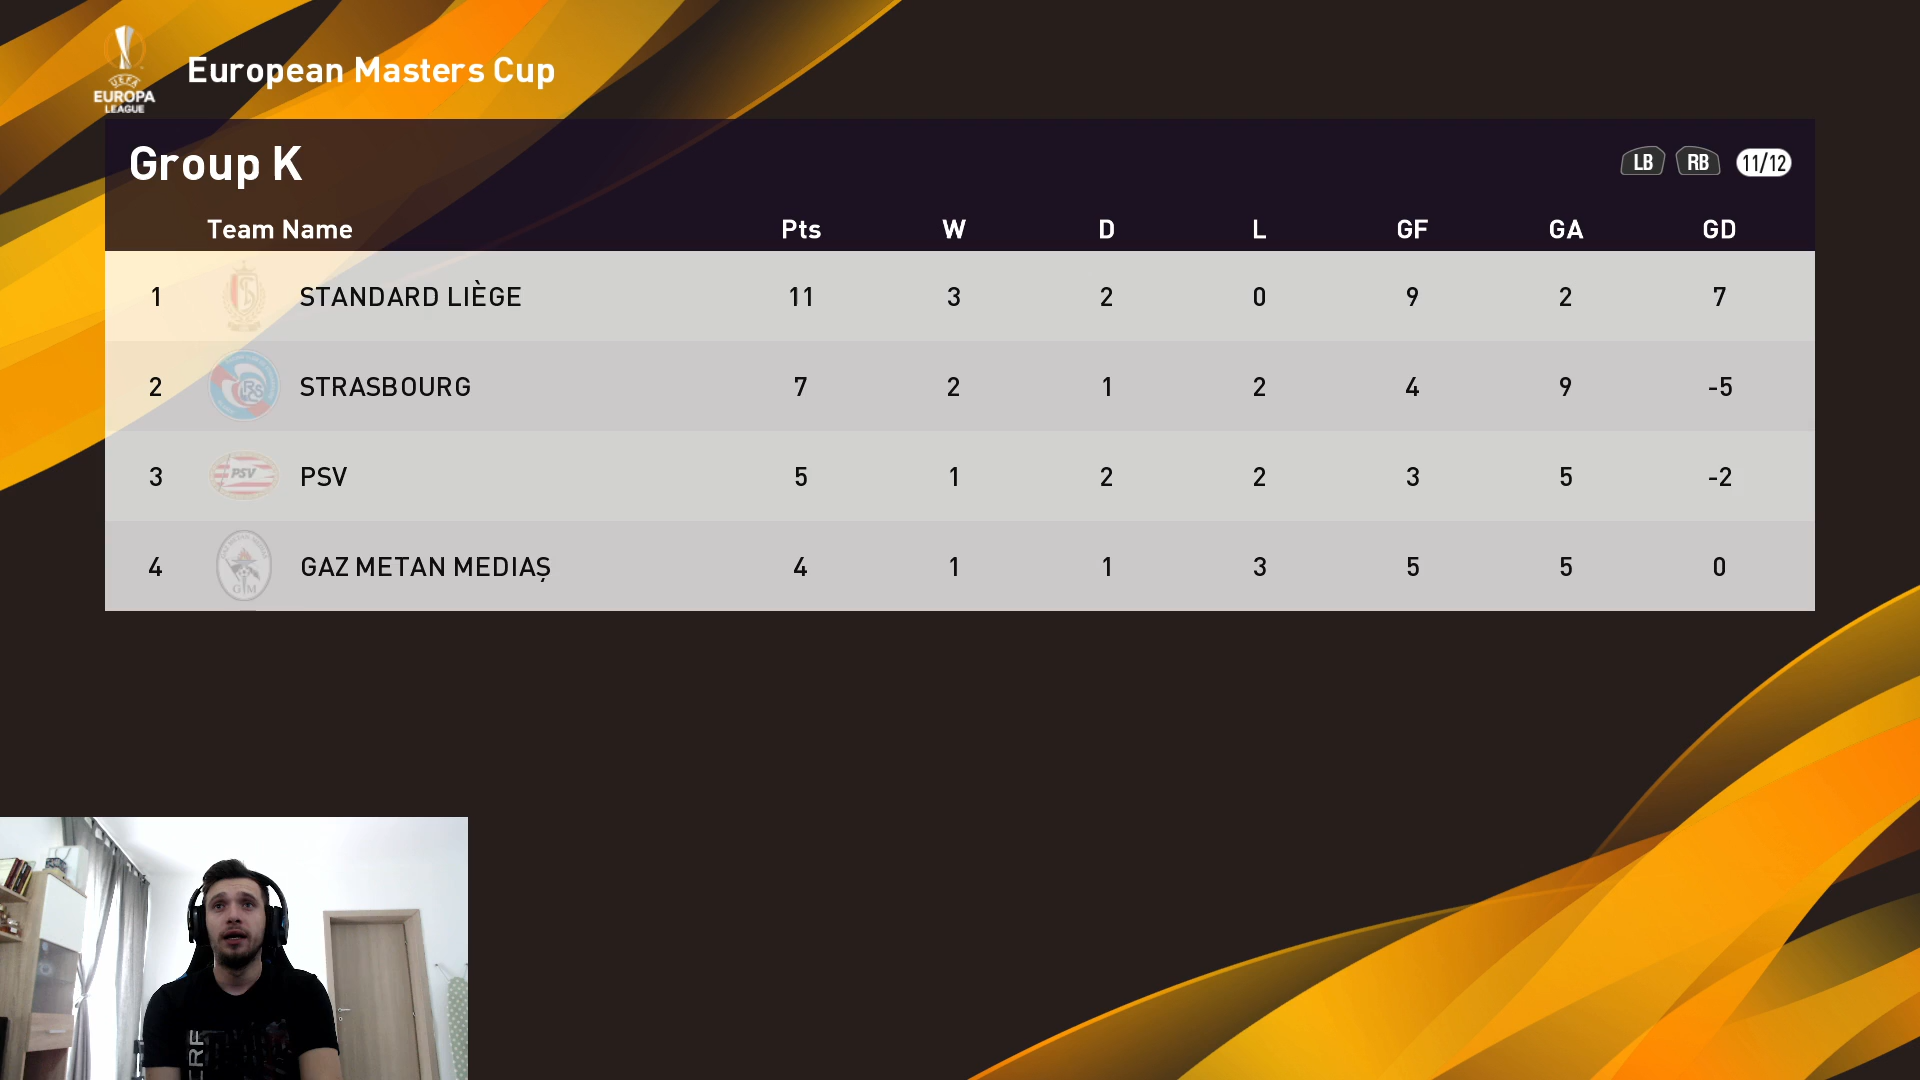 UEFA
EUROPA
LEAGUE
European Masters Cup
Group K
LB RB 11/12
Team Name Pts W D L GF GA GD
1 STANDARD LIÈGE 11 3 2 0 9 2 7
2 STRASBOURG 7 2 1 2 4 9 -5
3 PSV PSV 5 1 2 2 3 5 -2
4 GAZ METAN MEDIAȘ 4 1 1 3 5 5 0